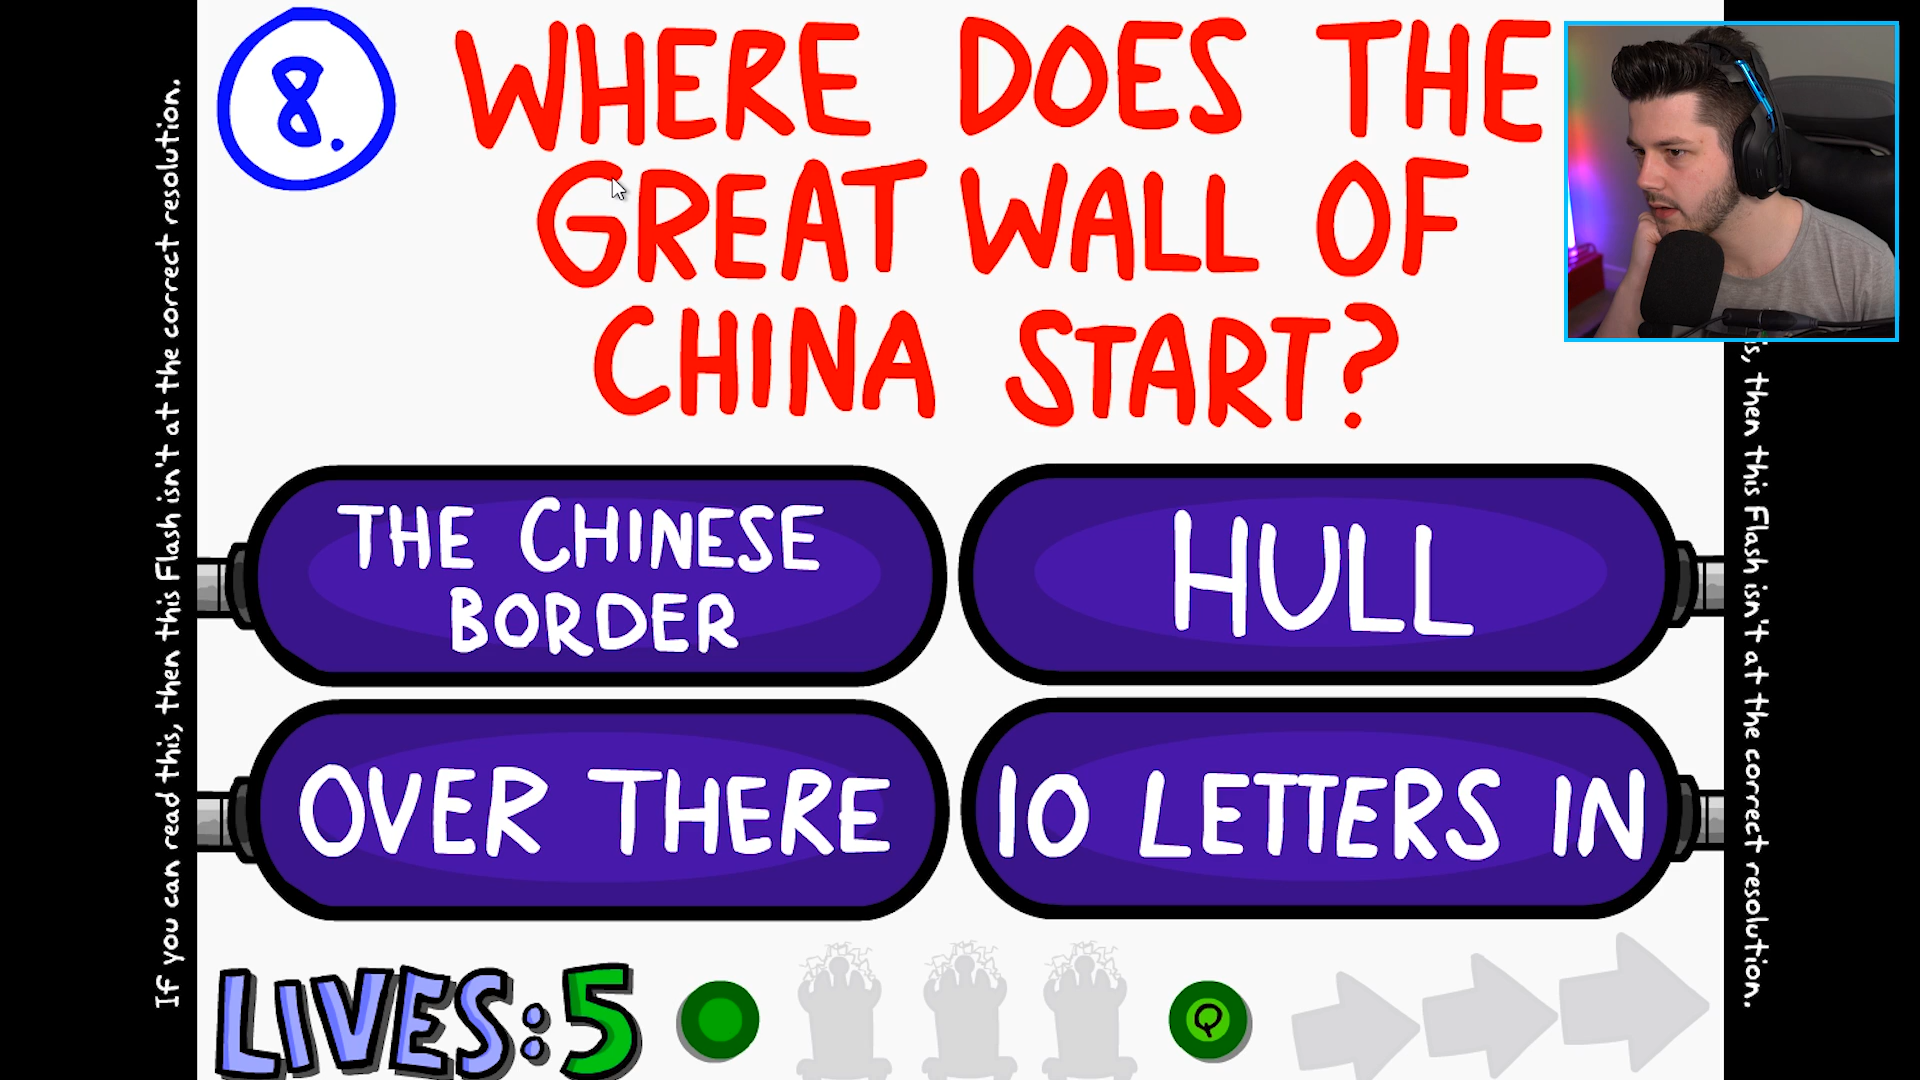 8.
WHERE DOES THE
GREAT WALL OF
CHINA START?
THE CHINESE
BORDER
HULL
OVER THERE
10 LETTERS IN
LIVES: 5
Q
If you can read this, then this Flash isn't at the correct resolution.
s, then this Flash isn't at the correct resolution.